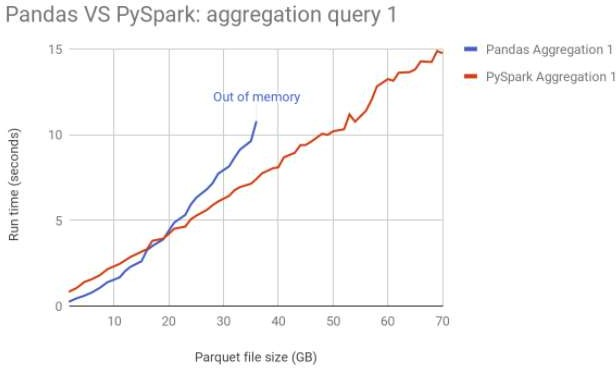 Pandas VS PySpark: aggregation query 1
15
Pandas Aggregation 1
PySpark Aggregation 1
Out of memory
10
Run time (seconds)
5
0
10 20 30 40 50 60 70
Parquet file size (GB)